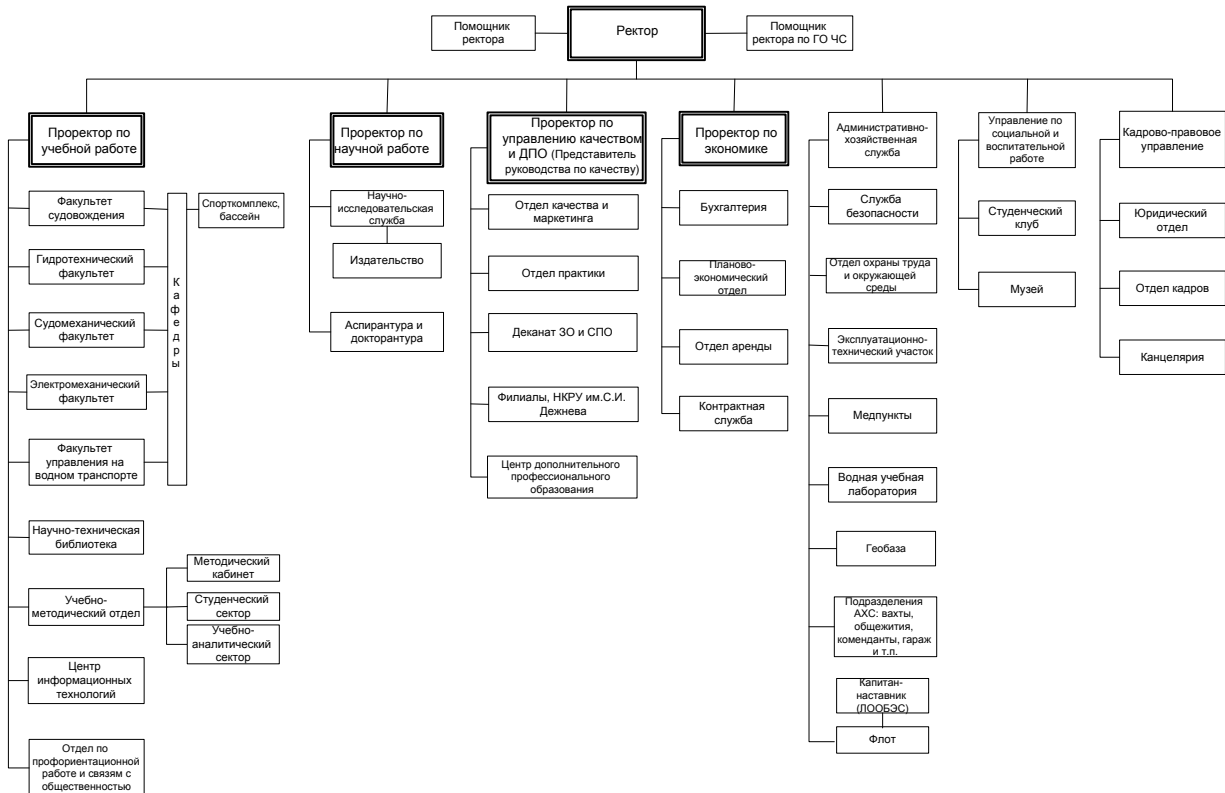 Помощник
ректора
Ректор
Помощник
ректора по ГО ЧС
Проректор по
учебной работе
Факультет
судовождения
Гидротехнический
факультет
Судомеханический
факультет
Электромеханический
факультет
Факультет
управления на
водном транспорте
К
а
ф
е
д
р
ы
Спорткомплекс,
бассейн
Научно-техническая
библиотека
Учебно-
методический отдел
Методический
кабинет
Студенческий
сектор
Учебно-
аналитический
сектор
Центр
информационных
технологий
Отдел по
профориентационной
работе и связям с
общественностью
Проректор по
научной работе
Научно-
исследовательская
служба
Издательство
Аспирантура и
докторантура
Проректор по
управлению качеством
и ДПО (Представитель
руководства по качеству)
Отдел качества и
маркетинга
Отдел практики
Деканат ЗО и СПО
Филиалы, НКРУ им.С.И.
Дежнева
Центр дополнительного
профессионального
образования
Проректор по
экономике
Бухгалтерия
Планово-
экономический
отдел
Отдел аренды
Контрактная
служба
Административно-
хозяйственная
служба
Служба
безопасности
Отдел охраны труда
и окружающей
среды
Эксплуатационно-
технический участок
Медпункты
Водная учебная
лаборатория
Геобаза
Подразделения
АХС: вахты,
общежития,
коменданты, гараж
и т.п.
Капитан-
наставник
(ЛООБЭС)
Флот
Управление по
социальной и
воспитательной
работе
Студенческий
клуб
Музей
Кадрово-правовое
управление
Юридический
отдел
Отдел кадров
Канцелярия